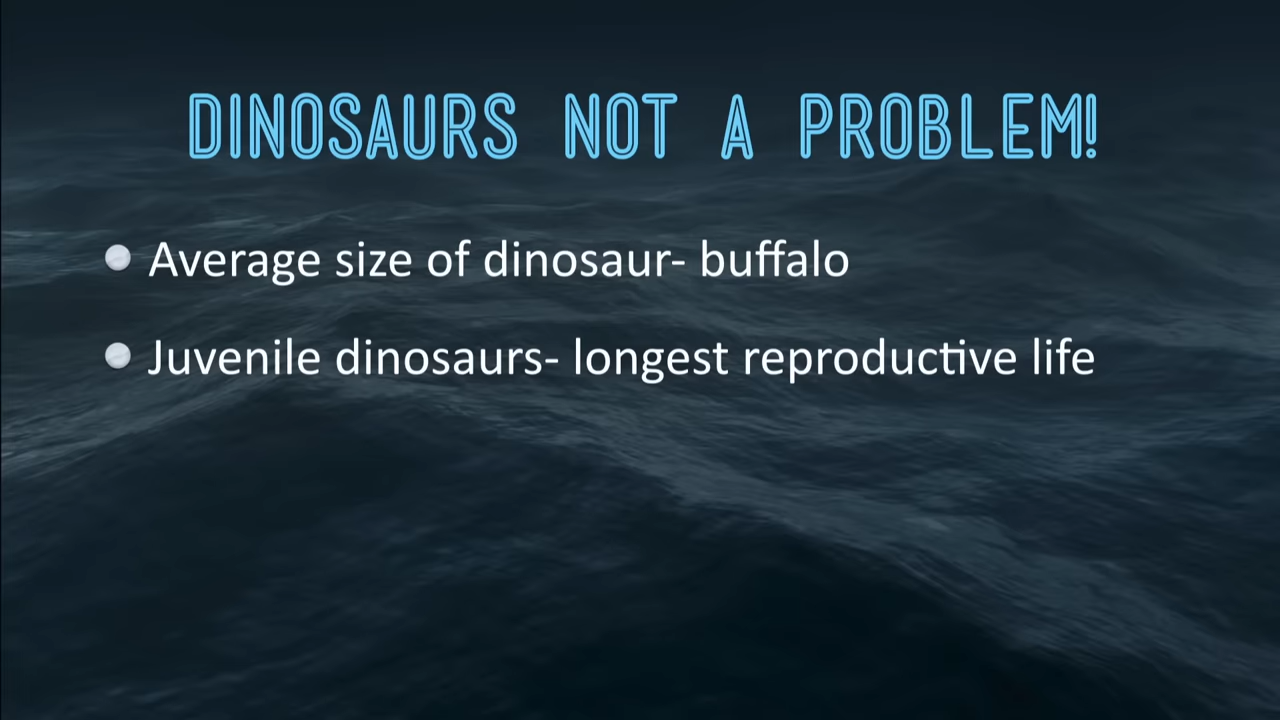 DINOSAURS NOT A PROBLEM!
Average size of dinosaur- buffalo
Juvenile dinosaurs- longest reproductive life